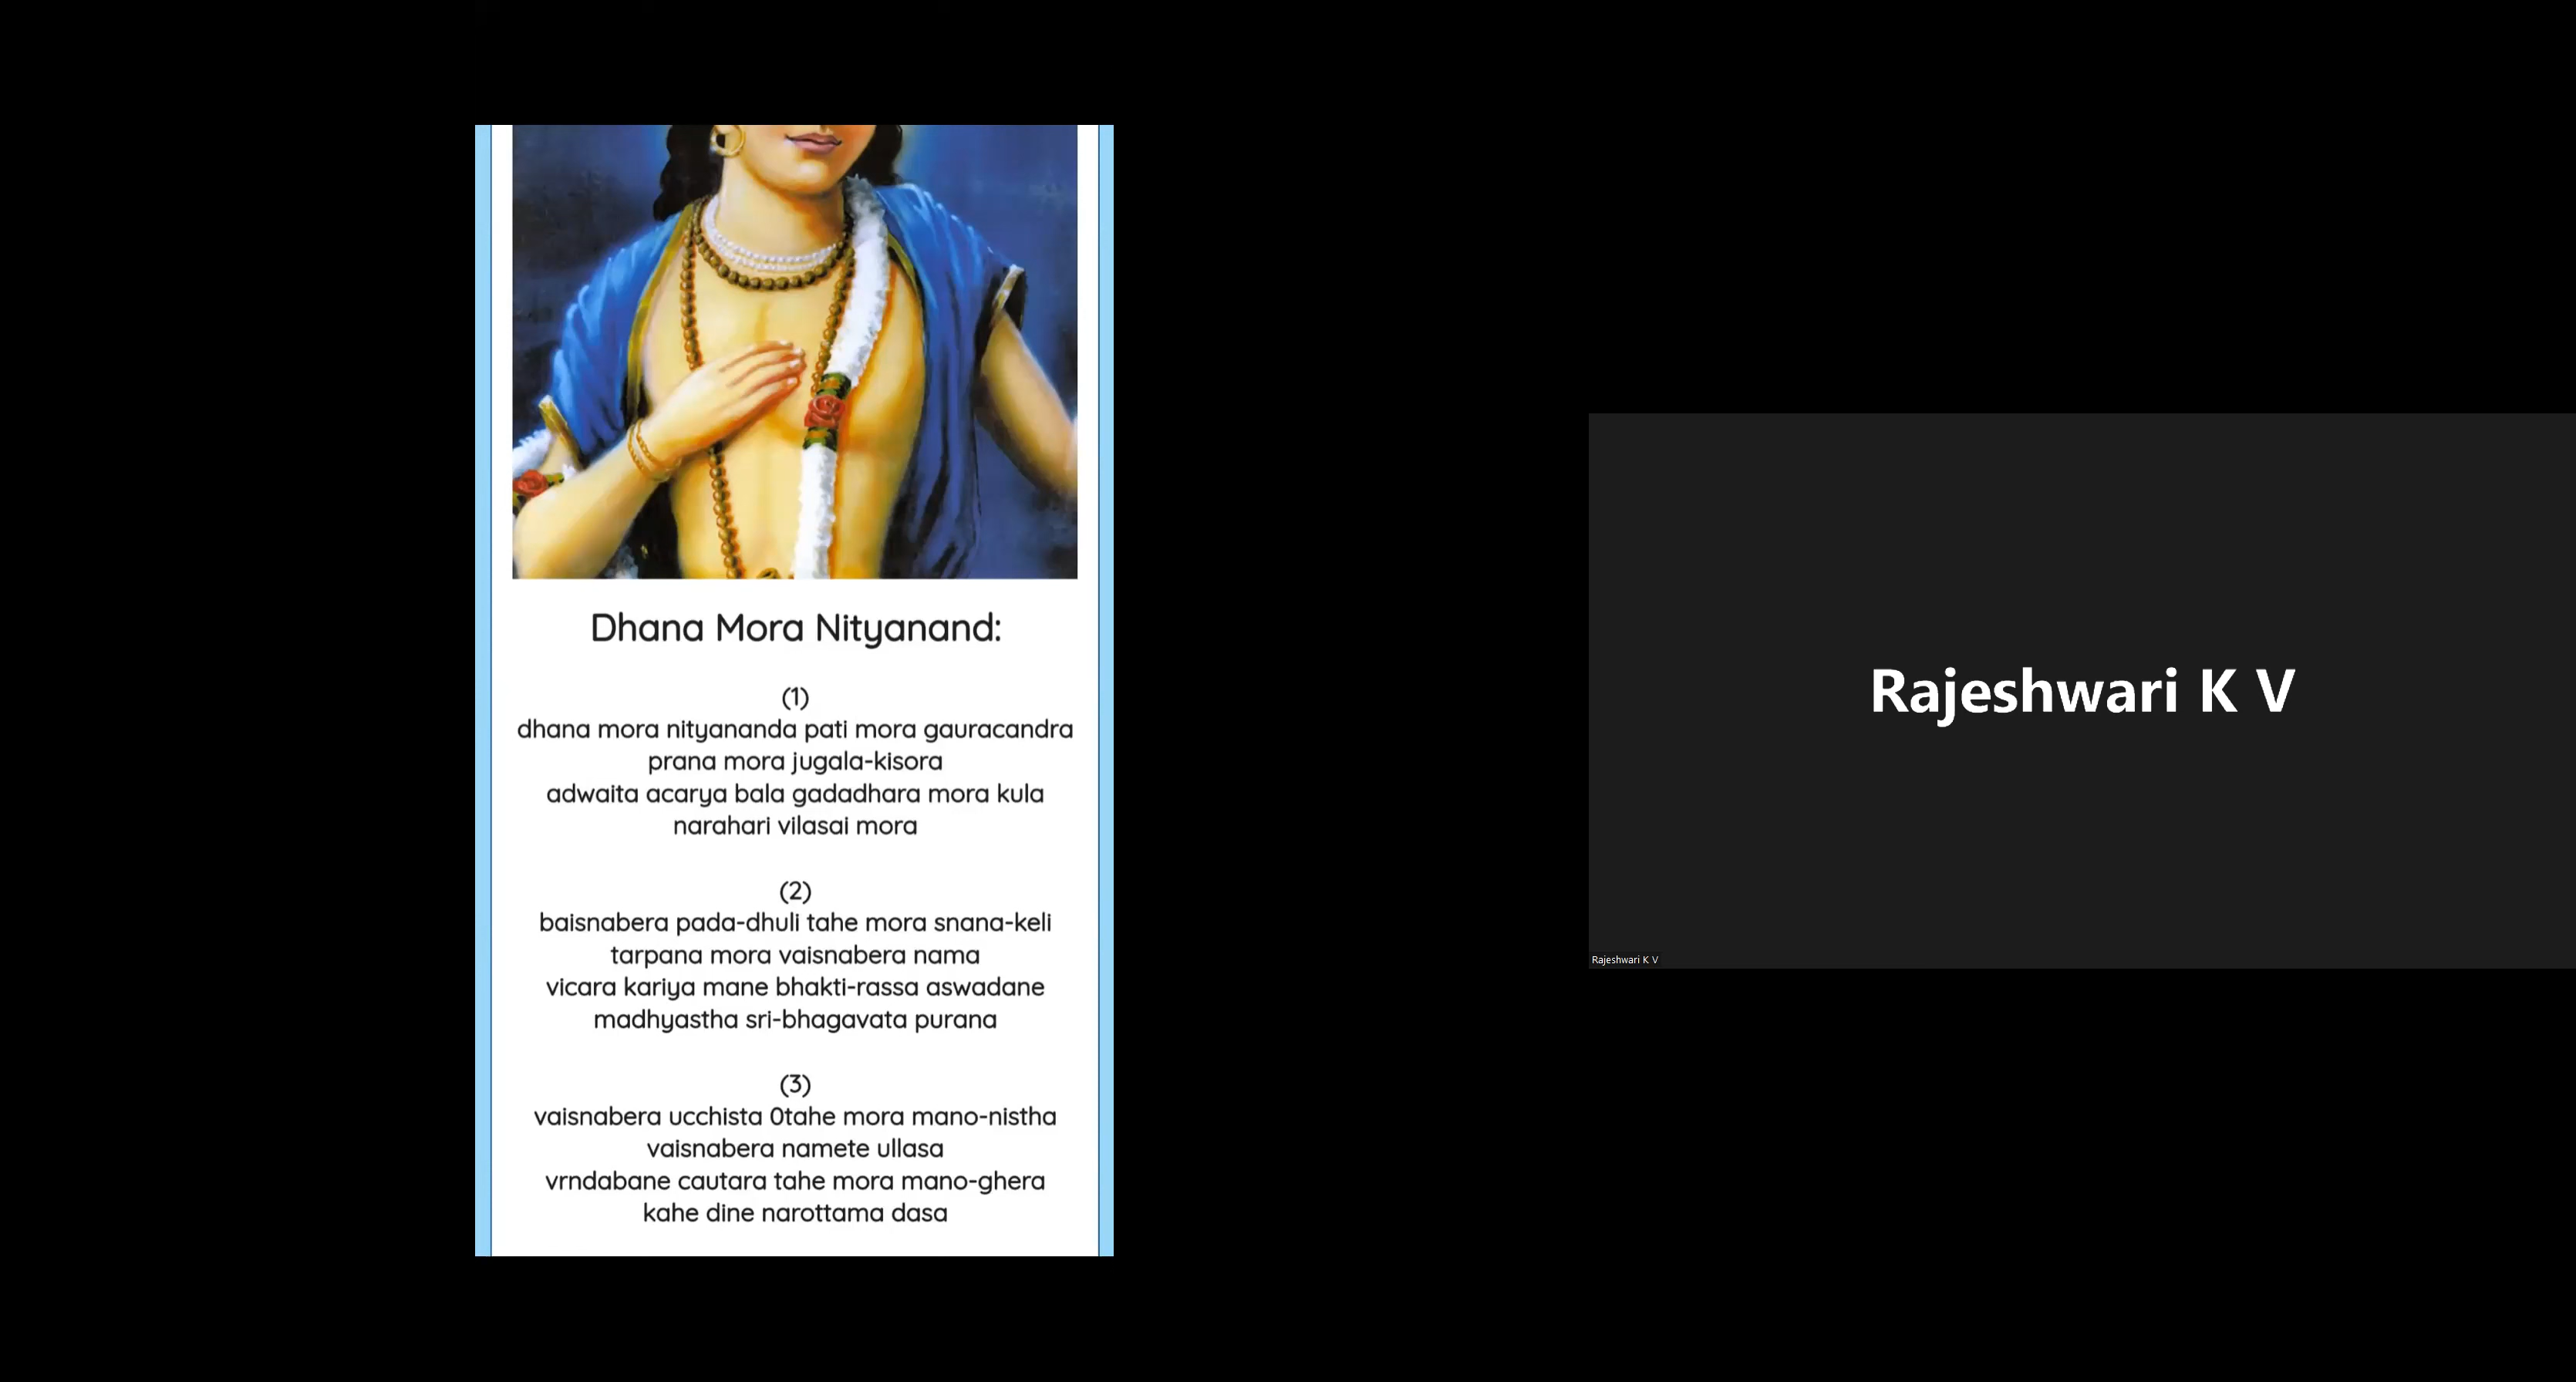 Dhana Mora Nityanand:
(1)
dhana mora nityananda pati mora gauracandra
prana mora jugala-kisora
adwaita acarya bala gadadhara mora kula
narahari vilasai mora
(2)
baisnabera pada-dhuli tahe mora snana-keli
tarpana mora vaisnabera nama
vicara kariya mane bhakti-rassa aswadane
madhyastha sri-bhagavata purana
(3)
vaisnabera ucchista 0tahe mora mano-nistha
vaisnabera namete ullasa
vrndabane cautara tahe mora mano-ghera
kahe dine narottama dasa
Rajeshwari K V
Rajeshwari K V